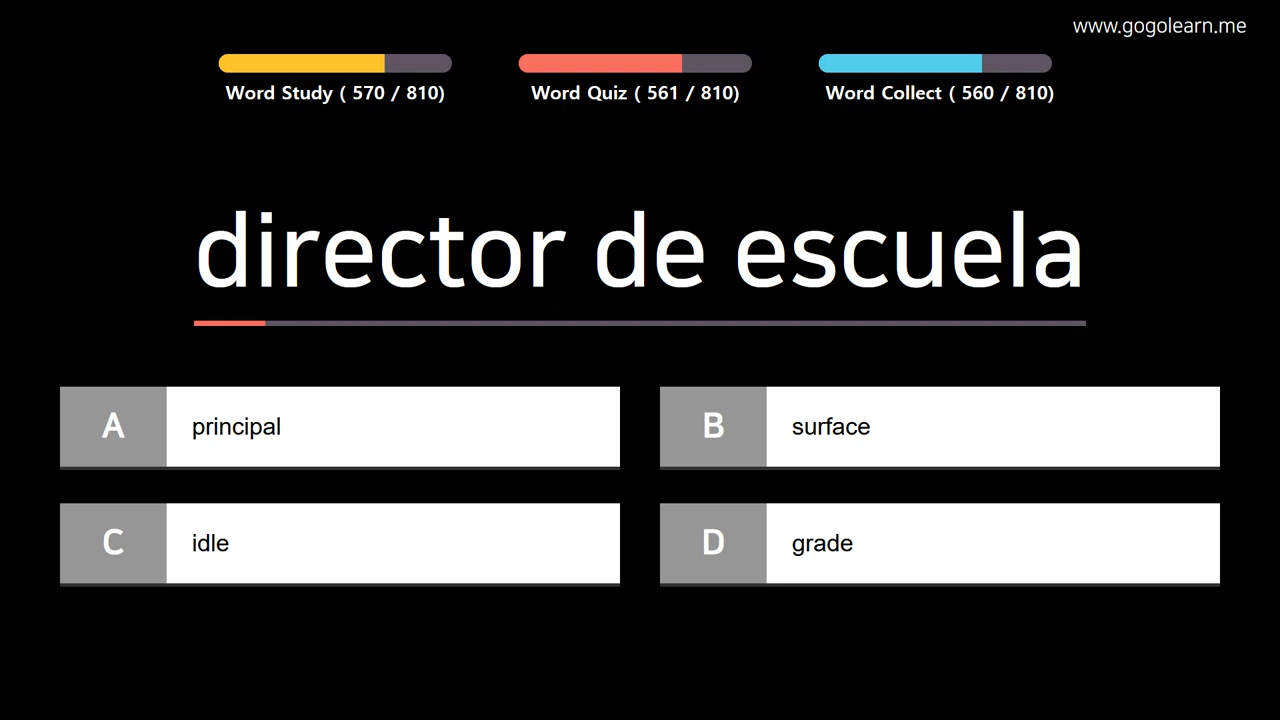 www.gogolearn.me
Word Study ( 570 / 810)
Word Quiz ( 561 / 810)
Word Collect ( 560 / 810)
director de escuela
A principal
B surface
C idle
D grade